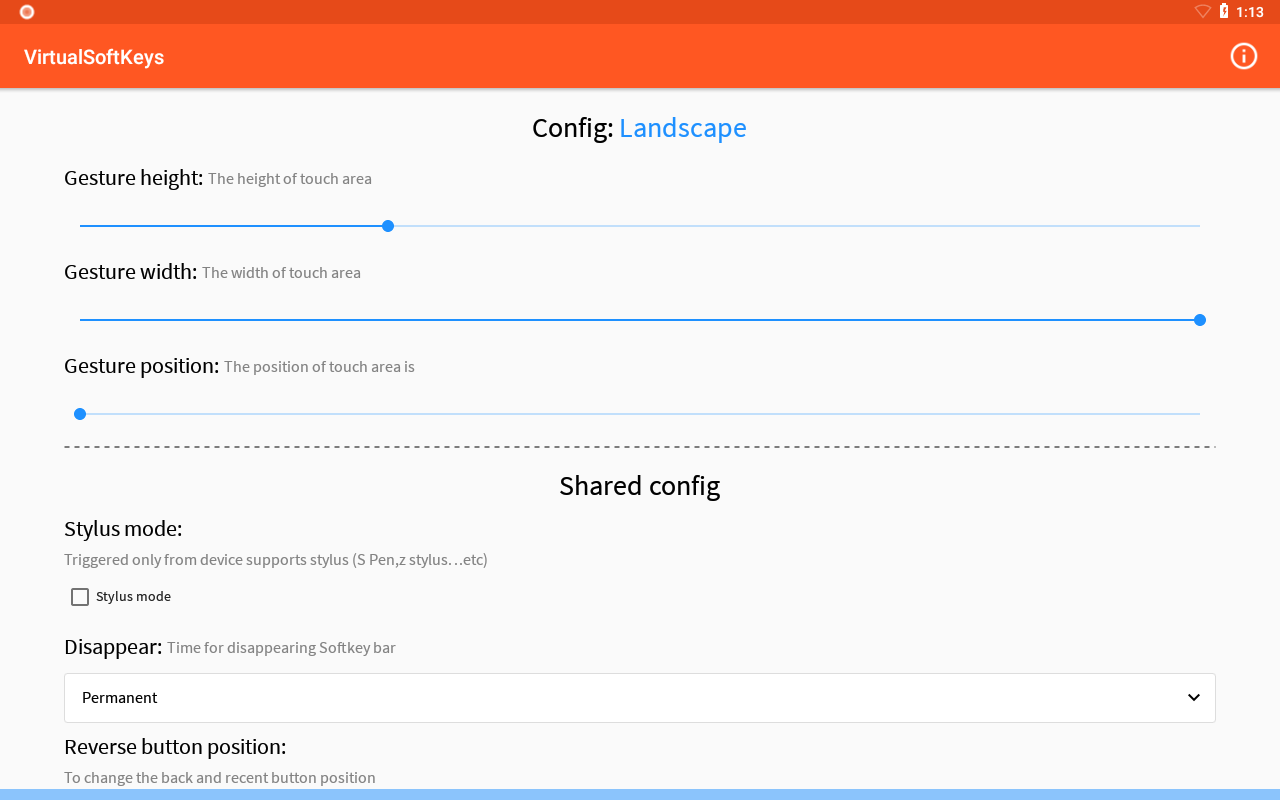 1:13
VirtualSoftKeys
Config: Landscape
Gesture height: The height of touch area
Gesture width: The width of touch area
Gesture position: The position of touch area is
Shared config
Stylus mode:
Triggered only from device supports stylus (S Pen,z stylus…etc)
Stylus mode
Disappear: Time for disappearing Softkey bar
Permanent
Reverse button position:
To change the back and recent button position